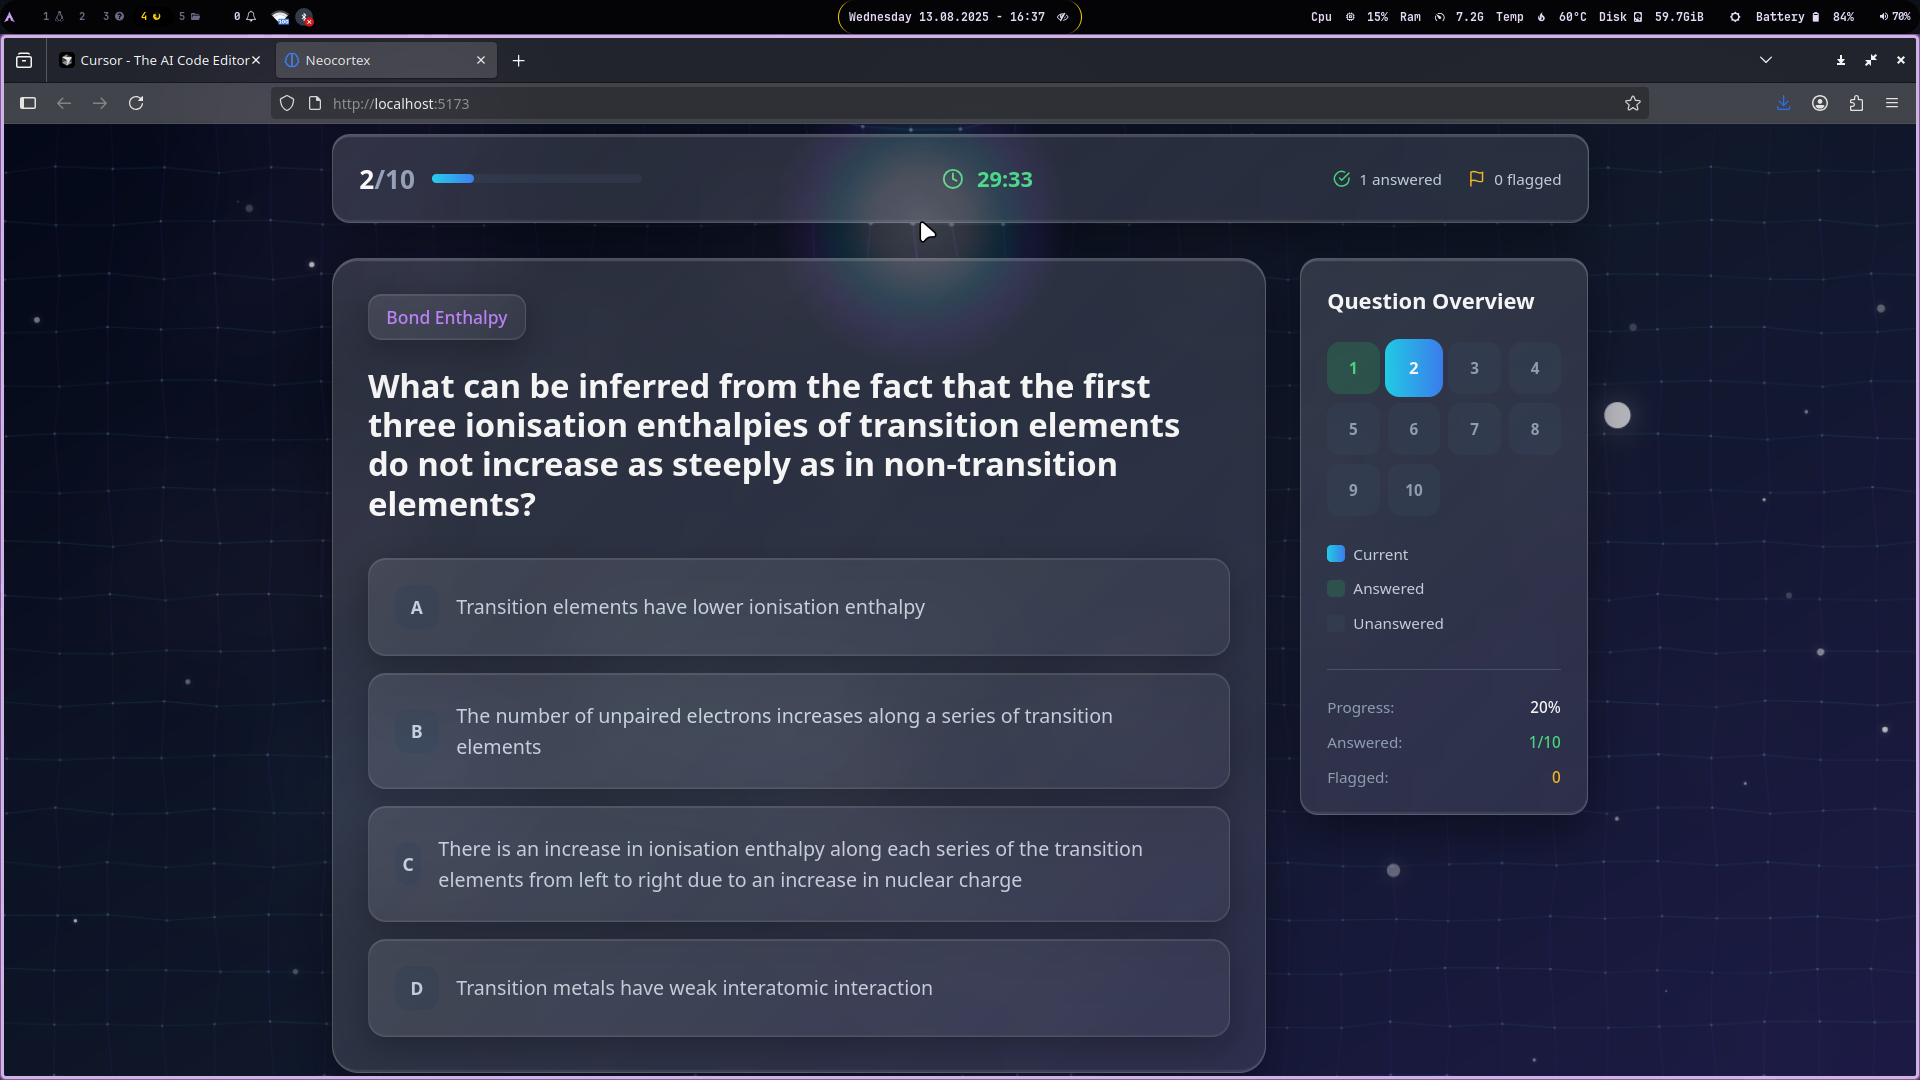 1 2 3 4 5 0 Wednesday 13.08.2025 - 16:37 Cpu 15% Ram 7.2G Temp 60°C Disk 59.7GiB Battery 84% 70%
Cursor - The AI Code Editor Neocortex
http://localhost:5173
2/10 29:33 1 answered 0 flagged
Bond Enthalpy
What can be inferred from the fact that the first
three ionisation enthalpies of transition elements
do not increase as steeply as in non-transition
elements?
A Transition elements have lower ionisation enthalpy
B The number of unpaired electrons increases along a series of transition
elements
C There is an increase in ionisation enthalpy along each series of the transition
elements from left to right due to an increase in nuclear charge
D Transition metals have weak interatomic interaction
Question Overview
1 2 3 4
5 6 7 8
9 10
Current
Answered
Unanswered
Progress: 20%
Answered: 1/10
Flagged: 0